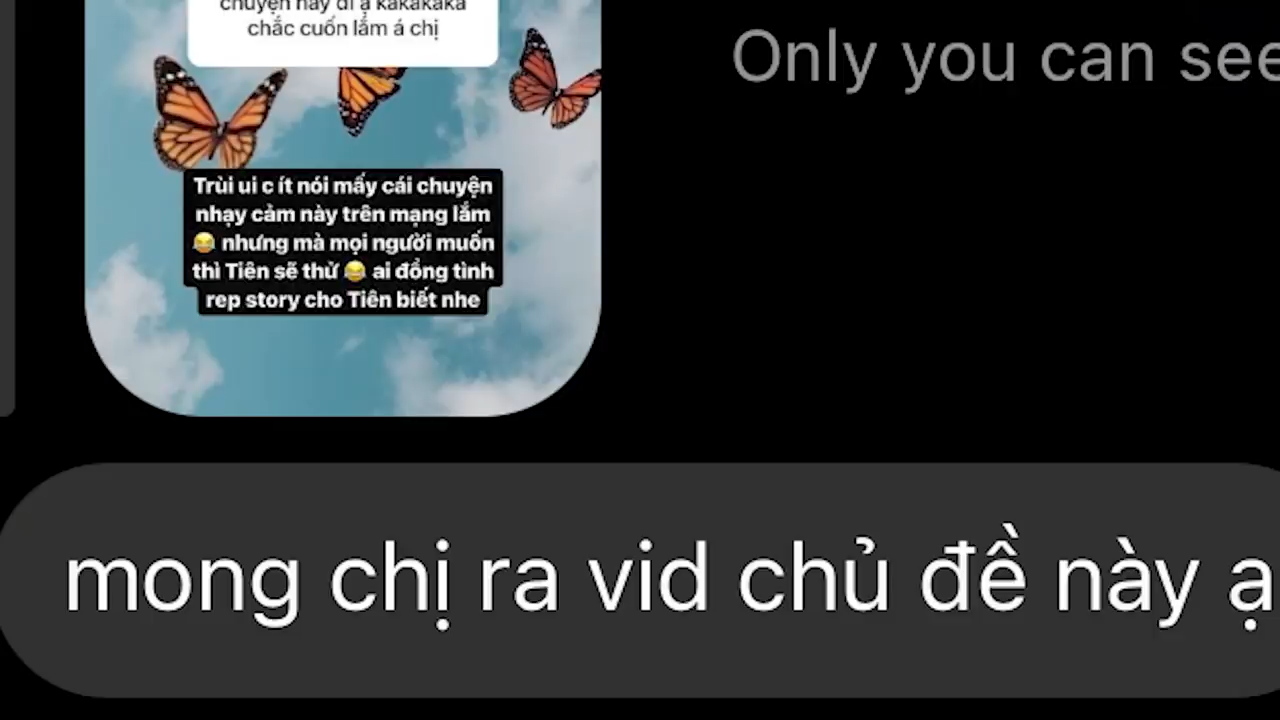 chuyện này đi ạ kakakaka
chắc cuốn lắm á chị
Only you can see
Trùi ui c ít nói mấy cái chuyện
nhạy cảm này trên mạng lắm
😂 nhưng mà mọi người muốn
thì Tiên sẽ thử 😂 ai đồng tình
rep story cho Tiên biết nhe
mong chị ra vid chủ đề này ạ